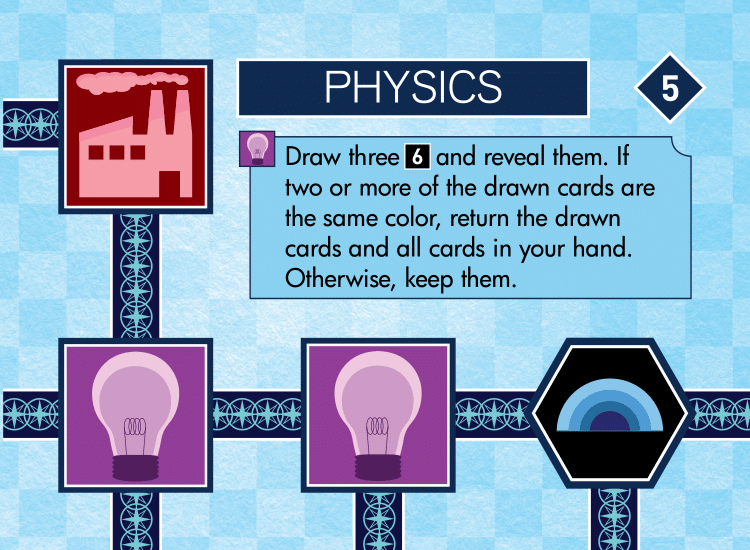 PHYSICS
5
Draw three 6 and reveal them. If
two or more of the drawn cards are
the same color, return the drawn
cards and all cards in your hand.
Otherwise, keep them.